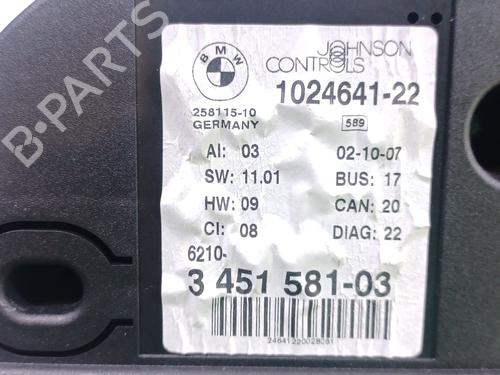 BMW
JOHNSON
CONTROLS
1024641-22
258115-10
GERMANY
589
AI: 03
02-10-07
SW: 11.01
BUS: 17
HW: 09
CAN: 20
CI: 08
DIAG: 22
6210-
3 451 581-03
B-PARTS